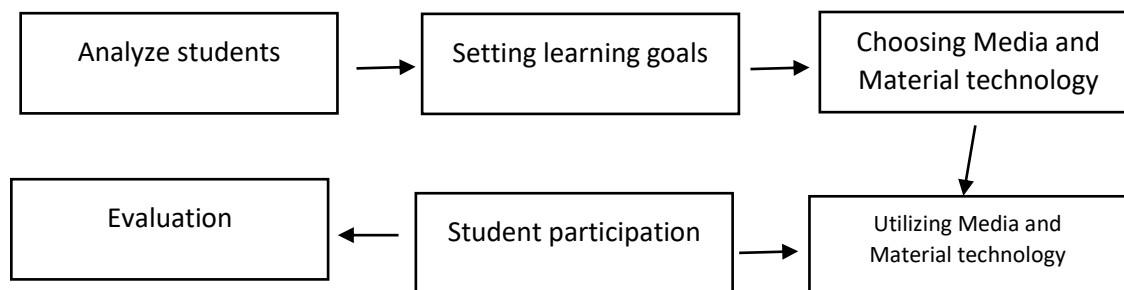 Analyze students
Setting learning goals
Choosing Media and
Material technology
Evaluation
Student participation
Utilizing Media and
Material technology